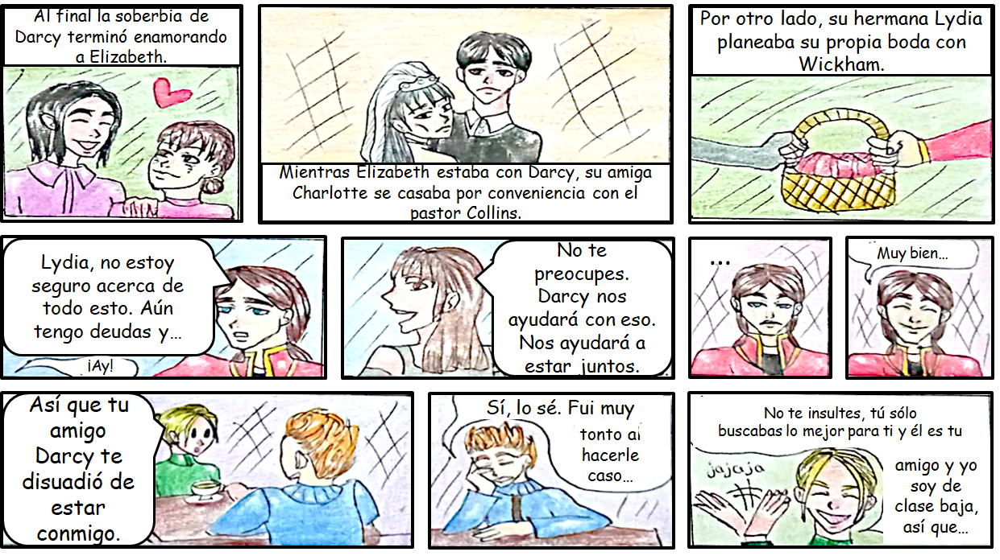 Al final la soberbia de
Darcy terminó enamorando
a Elizabeth.
Mientras Elizabeth estaba con Darcy, su amiga
Charlotte se casaba por conveniencia con el
pastor Collins.
Por otro lado, su hermana Lydia
planeaba su propia boda con
Wickham.
Lydia, no estoy
seguro acerca de
todo esto. Aún
tengo deudas y...
¡Ay!
No te
preocupes.
Darcy nos
ayudará con eso.
Nos ayudará a
estar juntos.
...
Muy bien...
Así que tu
amigo
Darcy te
disuadió de
estar
conmigo.
Sí, lo sé. Fui muy
tonto al
hacerle
caso...
No te insultes, tú sólo
buscabas lo mejor para ti y él es tu
amigo y yo
soy de
clase baja,
así que...
jajaja